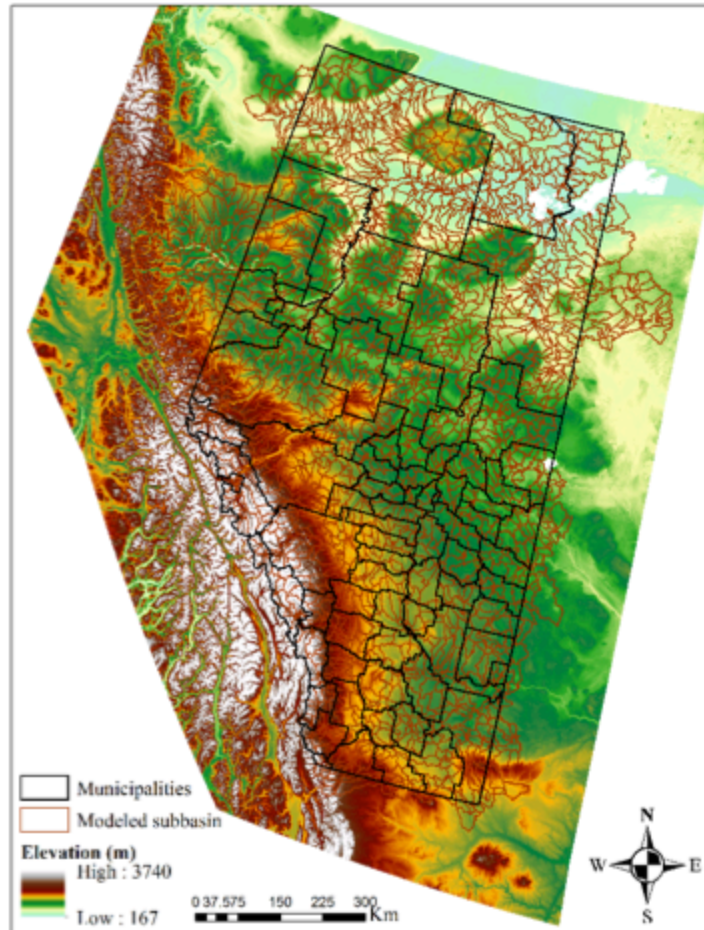 Municipalities
Modeled subbasin
Elevation (m)
High : 3740
Low : 167
0 37.575 150 225 300
Km
N
W E
S